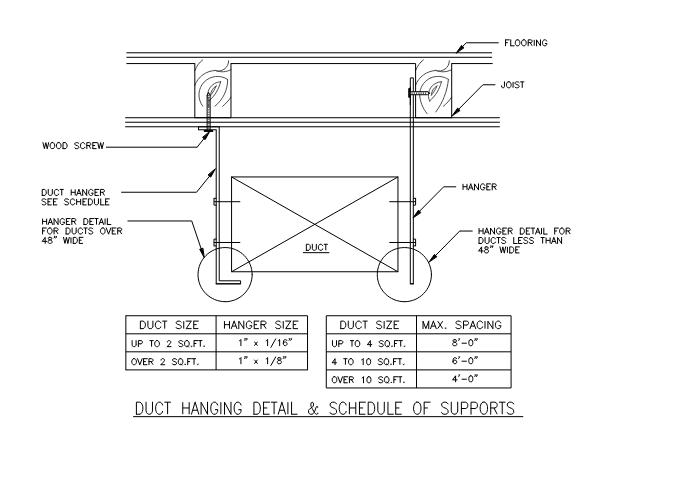 FLOORING
JOIST
WOOD SCREW
DUCT HANGER
SEE SCHEDULE
HANGER
HANGER DETAIL
FOR DUCTS OVER
48" WIDE
HANGER DETAIL FOR
DUCTS LESS THAN
48" WIDE
DUCT
DUCT SIZE HANGER SIZE
UP TO 2 SQ.FT. 1" x 1/16"
OVER 2 SQ.FT. 1" x 1/8"
DUCT SIZE MAX. SPACING
UP TO 4 SQ.FT. 8'-0"
4 TO 10 SQ.FT. 6'-0"
OVER 10 SQ.FT. 4'-0"
DUCT HANGING DETAIL & SCHEDULE OF SUPPORTS